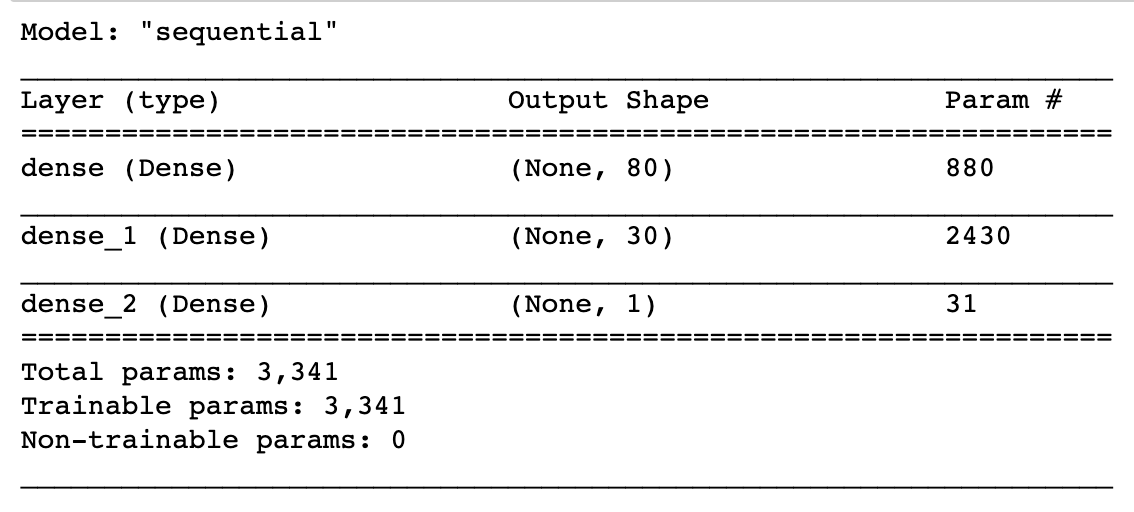 Model: "sequential"
Layer (type) Output Shape Param #
dense (Dense) (None, 80) 880
dense_1 (Dense) (None, 30) 2430
dense_2 (Dense) (None, 1) 31
Total params: 3,341
Trainable params: 3,341
Non-trainable params: 0